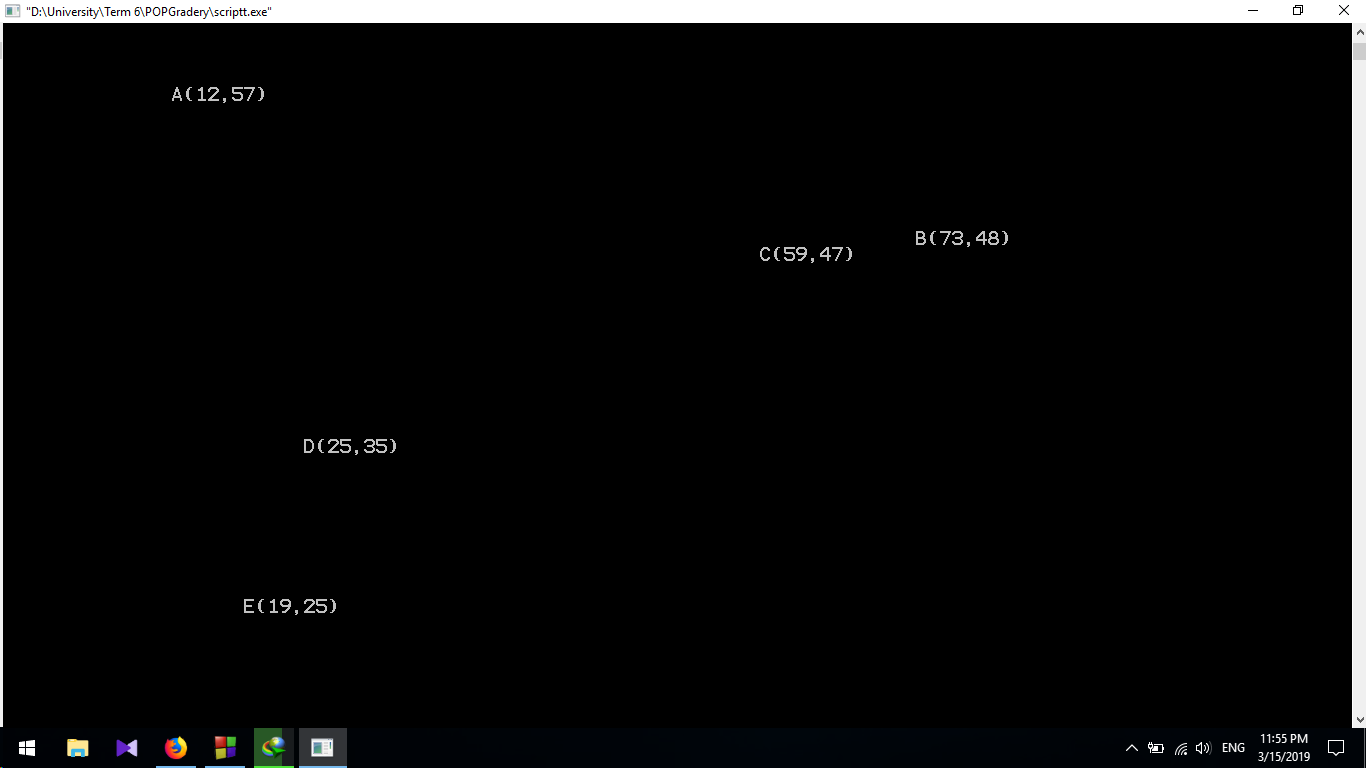 "D:\University\Term 6\POPGradery\scriptt.exe"
A(12,57)
B(73,48)
C(59,47)
D(25,35)
E(19,25)
ENG
11:55 PM
3/15/2019